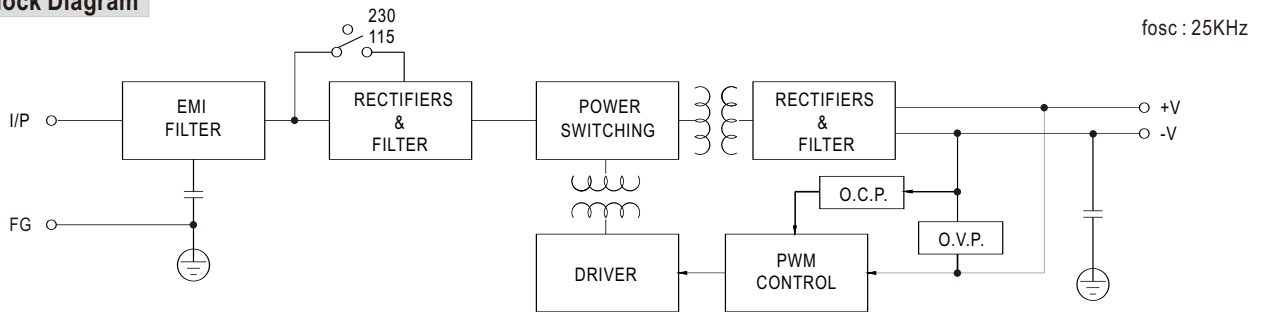 lock Diagram
230
115
fosc : 25KHz
I/P
EMI
FILTER
RECTIFIERS
&
FILTER
POWER
SWITCHING
RECTIFIERS
&
FILTER
+V
-V
FG
O.C.P.
O.V.P.
DRIVER
PWM
CONTROL